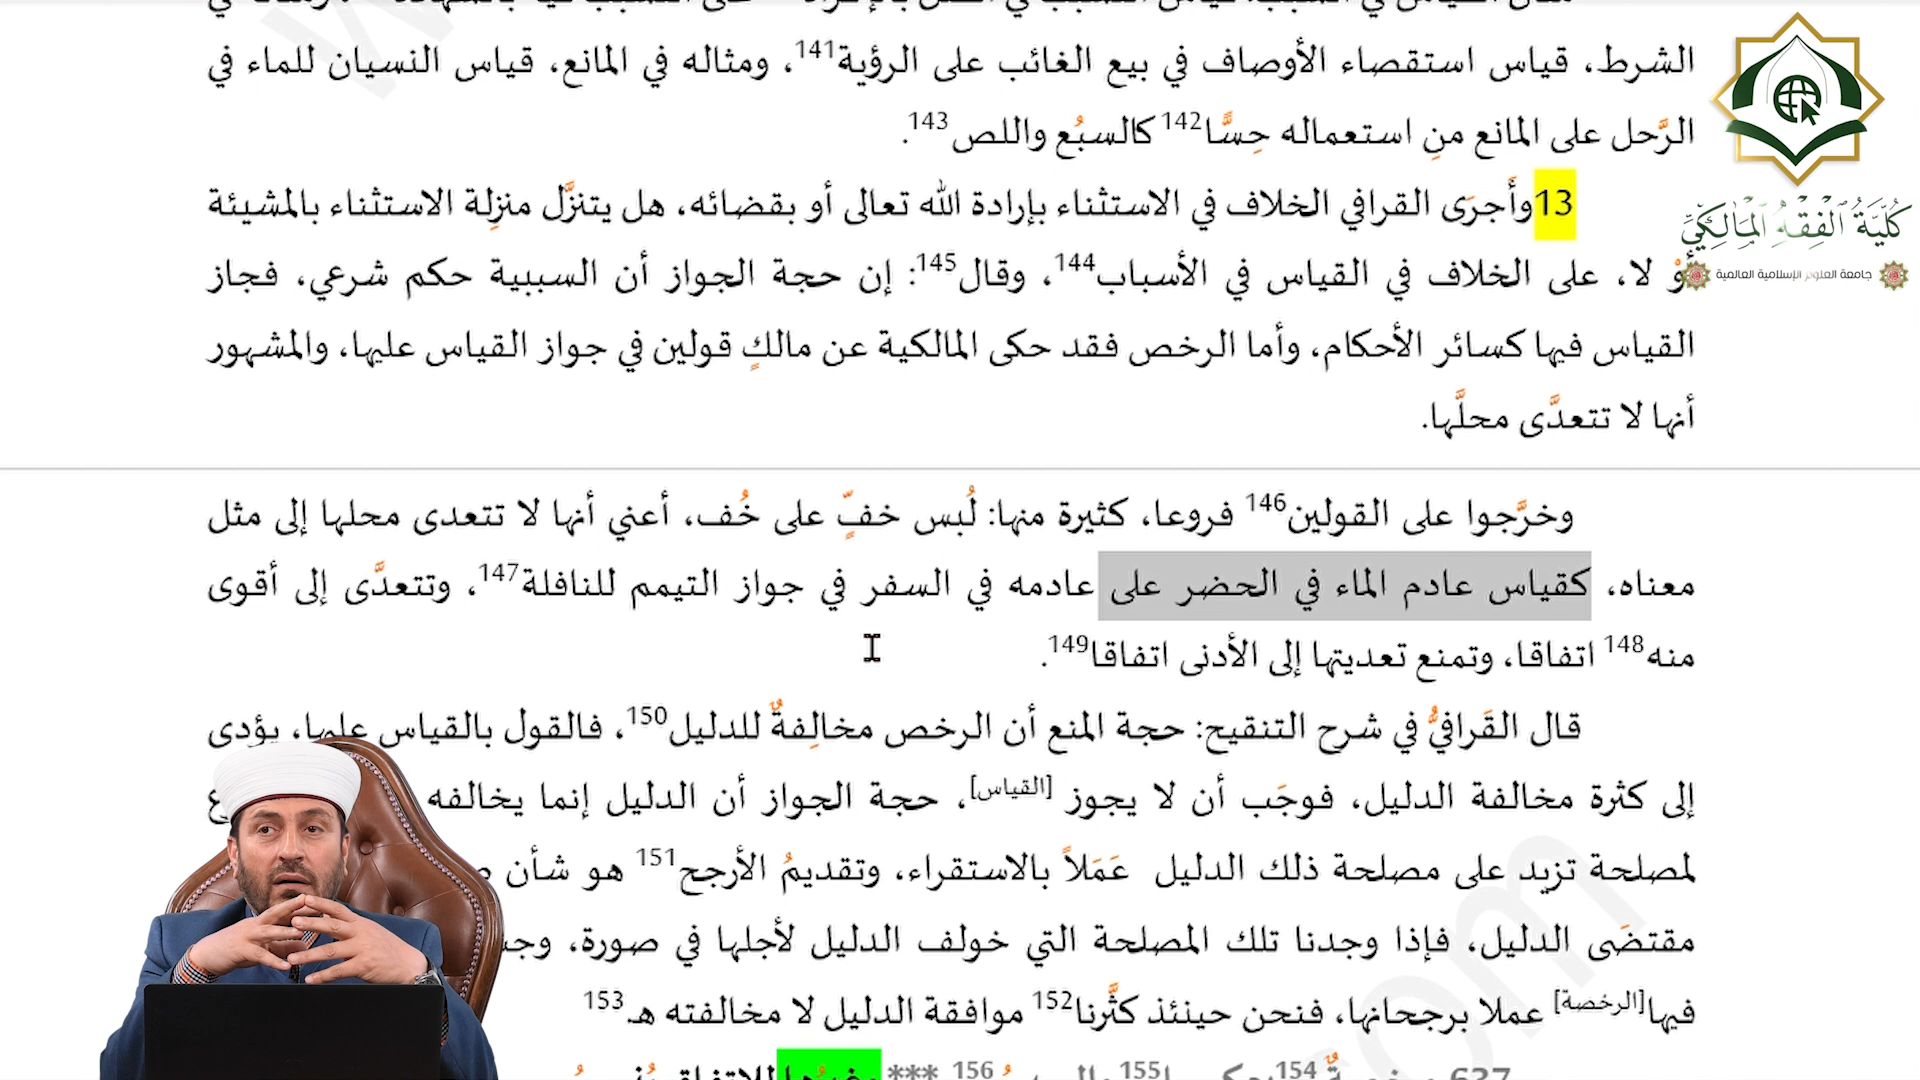 الشرط، قياس استقصاء الأوصاف في بيع الغائب على الرؤية141، ومثاله في المانع، قياس النسيان للماء في
الرَّحل على المانع منِ استعماله حِسًّا142 كالسبُع واللص143.
13وأَجرَى القرافي الخلاف في الاستثناء بإرادة الله تعالى أو بقضائه، هل يتنزَّل منزِلة الاستثناء بالمشيئة
أوْ لا، على الخلاف في القياس في الأسباب144، وقال145: إن حجة الجواز أن السببية حكم شرعي، فجاز
القياس فيها كسائر الأحكام، وأما الرخص فقد حكى المالكية عن مالكٍ قولين في جواز القياس عليها، والمشهور
أنها لا تتعدَّى محلَّها.
وخرَّجوا على القولين146 فروعا، كثيرة منها: لُبس خفٍّ على خُف، أعني أنها لا تتعدى محلها إلى مثل
معناه، كقياس عادم الماء في الحضر على عادمه في السفر في جواز التيمم للنافلة147، وتتعدَّى إلى أقوى
منه148 اتفاقا، وتمنع تعديتها إلى الأدنى اتفاقا149.
قال القَرافيُّ في شرح التنقيح: حجة المنع أن الرخص مخالِفةٌ للدليل150، فالقول بالقياس عليها، يؤدى
إلى كثرة مخالفة الدليل، فوجَب أن لا يجوز [القياس]، حجة الجواز أن الدليل إنما يخالفه
لمصلحة تزيد على مصلحة ذلك الدليل عَمَلاً بالاستقراء، وتقديمُ الأرجح151 هو شأن
مقتضَى الدليل، فإذا وجدنا تلك المصلحة التي خولف الدليل لأجلها في صورة،
فيها[الرخصة] عملا برجحانها، فنحن حينئذ كثَّرنا152 موافقة الدليل لا مخالفته هـ153
كُلِّيَّةُ الْفِقْهِ الْمَالِكِيِّ
جامعة العلوم الإسلامية العالمية